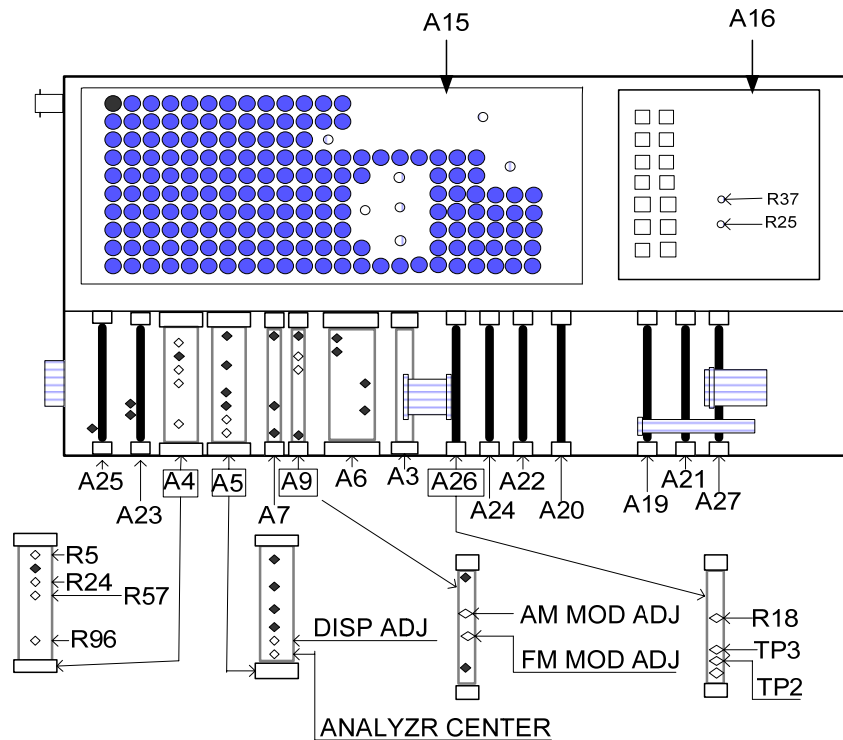 A15
A16
R37
R25
A25
A4
A5
A9
A6
A3
A26
A22
A21
A23
A7
A24
A20
A19
A27
R5
R24
R57
R96
DISP ADJ
ANALYZR CENTER
AM MOD ADJ
FM MOD ADJ
R18
TP3
TP2